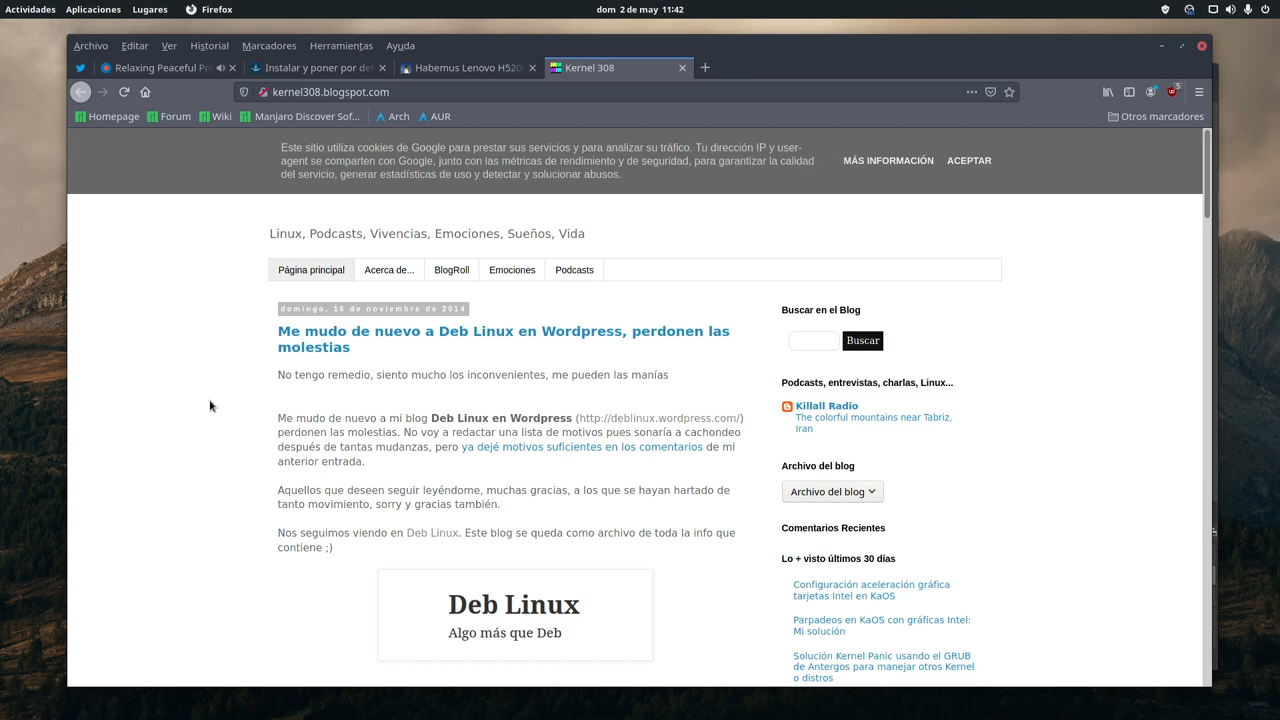 Actividades Aplicaciones Lugares Firefox dom 2 de may 11:42
Archivo Editar Ver Historial Marcadores Herramientas Ayuda
Relaxing Peaceful Pr Instalar y poner por def Habemus Lenovo H520 Kernel 308
kernel308.blogspot.com 5
Homepage Forum Wiki Manjaro Discover Sof... Arch AUR Otros marcadores
Este sitio utiliza cookies de Google para prestar sus servicios y para analizar su tráfico. Tu dirección IP y user-
agent se comparten con Google, junto con las métricas de rendimiento y de seguridad, para garantizar la calidad
del servicio, generar estadísticas de uso y detectar y solucionar abusos.
MÁS INFORMACIÓN ACEPTAR
Linux, Podcasts, Vivencias, Emociones, Sueños, Vida
Página principal Acerca de... BlogRoll Emociones Podcasts
domingo, 16 de noviembre de 2014
Me mudo de nuevo a Deb Linux en Wordpress, perdonen las
molestias
No tengo remedio, siento mucho los inconvenientes, me pueden las manías
Me mudo de nuevo a mi blog Deb Linux en Wordpress (http://deblinux.wordpress.com/)
perdonen las molestias. No voy a redactar una lista de motivos pues sonaría a cachondeo
después de tantas mudanzas, pero ya dejé motivos suficientes en los comentarios de mi
anterior entrada.
Aquellos que deseen seguir leyéndome, muchas gracias, a los que se hayan hartado de
tanto movimiento, sorry y gracias también.
Nos seguimos viendo en Deb Linux. Este blog se queda como archivo de toda la info que
contiene ;)
Deb Linux
Algo más que Deb
Buscar en el Blog
Buscar
Podcasts, entrevistas, charlas, Linux...
Killall Radio
The colorful mountains near Tabriz,
Iran
Archivo del blog
Archivo del blog
Comentarios Recientes
Lo + visto últimos 30 días
Configuración aceleración gráfica
tarjetas Intel en KaOS
Parpadeos en KaOS con gráficas Intel:
Mi solución
Solución Kernel Panic usando el GRUB
de Antergos para manejar otros Kernel
o distros